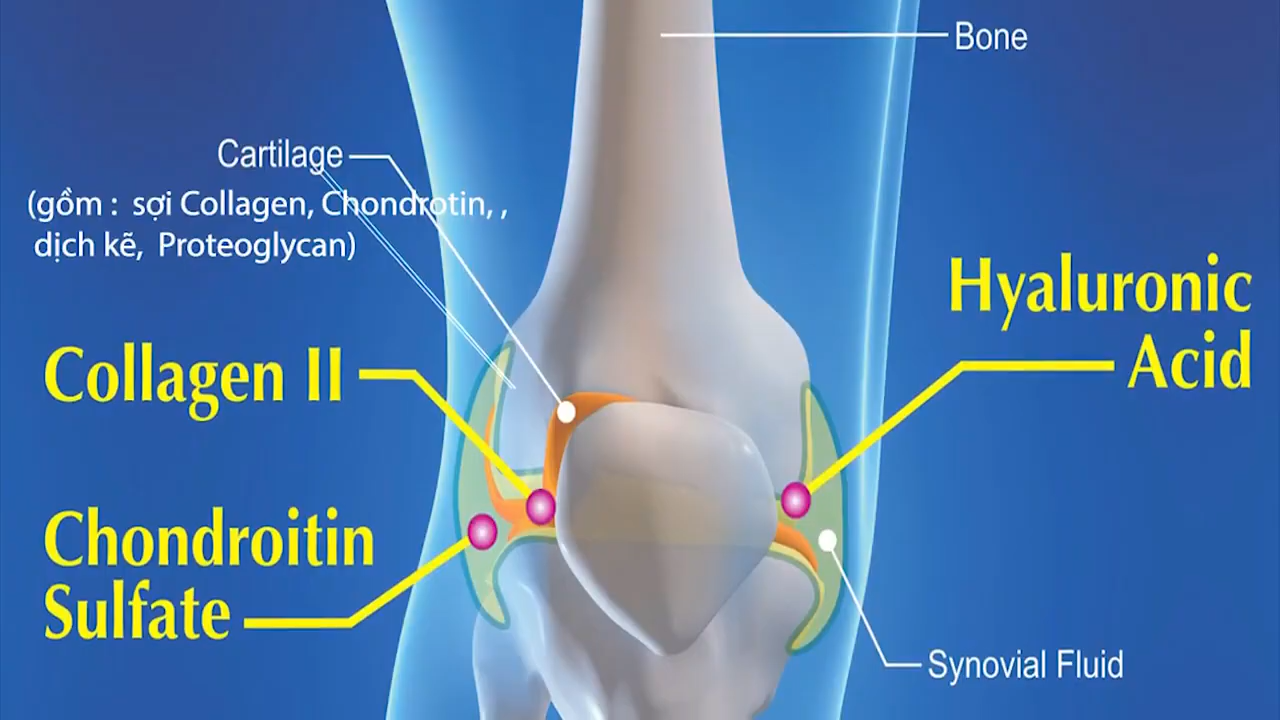 Bone
Cartilage
(gồm : sợi Collagen, Chondrotin, ,
dịch kẽ, Proteoglycan)
Hyaluronic
Acid
Collagen II
Chondroitin
Sulfate
Synovial Fluid